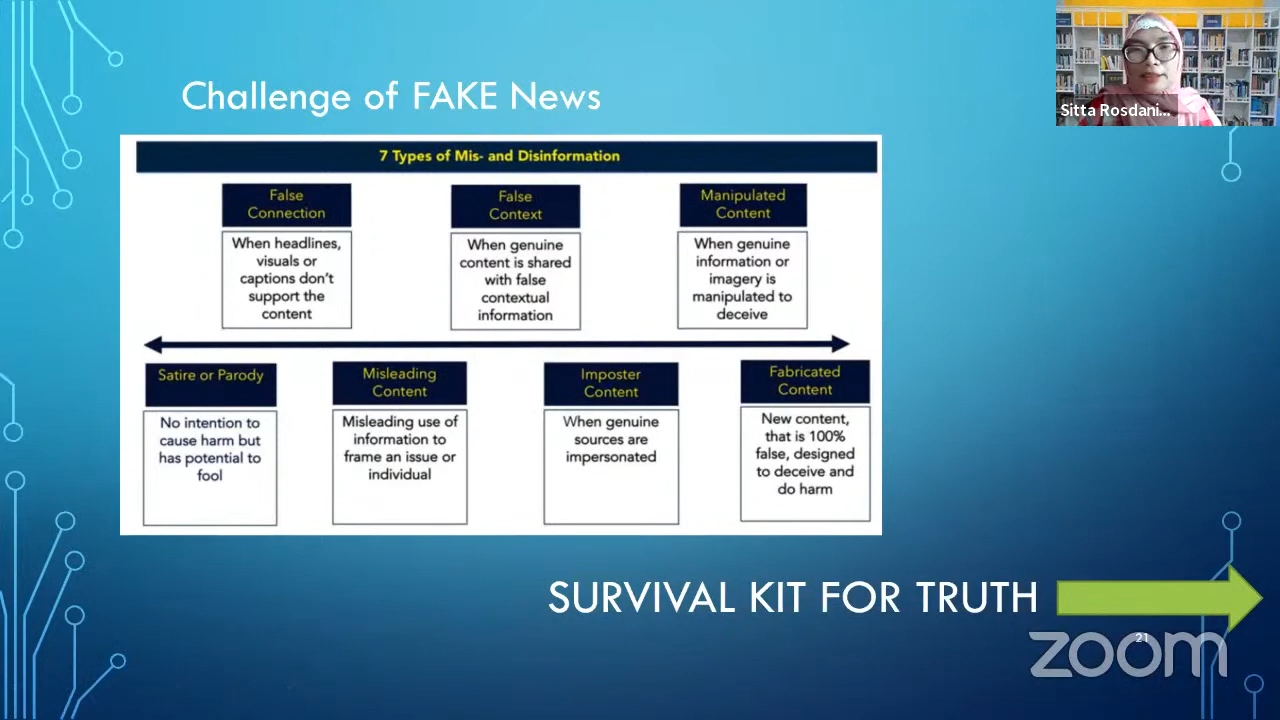 Challenge of FAKE News
Sitta Rosdani...
7 Types of Mis- and Disinformation
False
Connection
When headlines,
visuals or
captions don't
support the
content
False
Context
When genuine
content is shared
with false
contextual
information
Manipulated
Content
When genuine
information or
imagery is
manipulated to
deceive
Satire or Parody
No intention to
cause harm but
has potential to
fool
Misleading
Content
Misleading use of
information to
frame an issue or
individual
Imposter
Content
When genuine
sources are
impersonated
Fabricated
Content
New content,
that is 100%
false, designed
to deceive and
do harm
SURVIVAL KIT FOR TRUTH
21
zoom